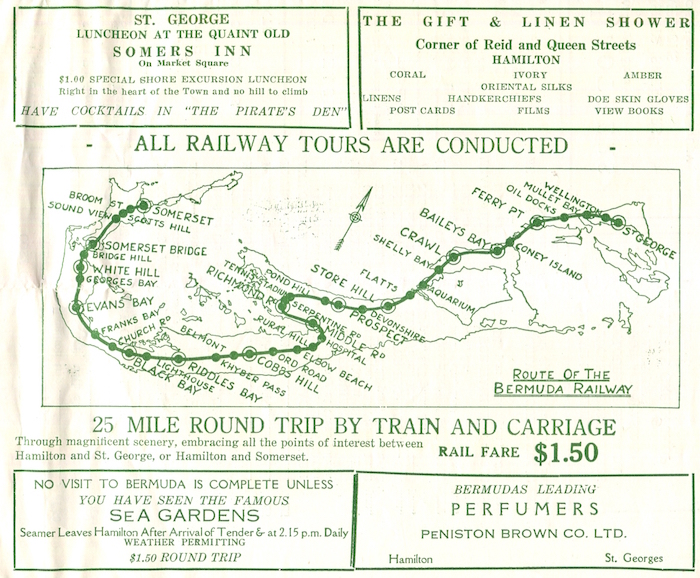 ST. GEORGE
LUNCHEON AT THE QUAINT OLD
SOMERS INN
On Market Square
$1.00 SPECIAL SHORE EXCURSION LUNCHEON
Right in the heart of the Town and no hill to climb
HAVE COCKTAILS IN "THE PIRATE'S DEN"
THE GIFT & LINEN SHOWER
Corner of Reid and Queen Streets
HAMILTON
CORAL IVORY AMBER
ORIENTAL SILKS
LINENS HANDKERCHIEFS DOE SKIN GLOVES
POST CARDS FILMS VIEW BOOKS
- ALL RAILWAY TOURS ARE CONDUCTED -
BROOM ST
SOMERSET
SOUND VIEW
SCOTTS HILL
SOMERSET BRIDGE
BRIDGE HILL
WHITE HILL
GEORGES BAY
EVANS BAY
FRANKS BAY
CHURCH RD
BLACK BAY
LIGHTHOUSE
BELMONT
RIDDLES BAY
KHYBER PASS
COBBS HILL
ORD ROAD
ELBOW BEACH
RURAL HILL
HOSPITAL
MIDDLE RD
SERPENTINE RD
RICHMOND RD
TENNIS STADIUM
POND HILL
STORE HILL
PROSPECT
DEVONSHIRE
FLATTS
SHELLY BAY
AQUARIUM
CRAWL
BAILEYS BAY
CONEY ISLAND
FERRY PT
OIL DOCKS
MULLET BAY
WELLINGTON
ST GEORGE
ROUTE OF THE
BERMUDA RAILWAY
25 MILE ROUND TRIP BY TRAIN AND CARRIAGE
Through magnificent scenery, embracing all the points of interest between
Hamilton and St. George, or Hamilton and Somerset.
RAIL FARE $1.50
NO VISIT TO BERMUDA IS COMPLETE UNLESS
YOU HAVE SEEN THE FAMOUS
SEA GARDENS
Seamer Leaves Hamilton After Arrival of Tender & at 2.15 p.m. Daily
WEATHER PERMITTING
$1.50 ROUND TRIP
BERMUDAS LEADING
PERFUMERS
PENISTON BROWN CO. LTD.
Hamilton St. Georges